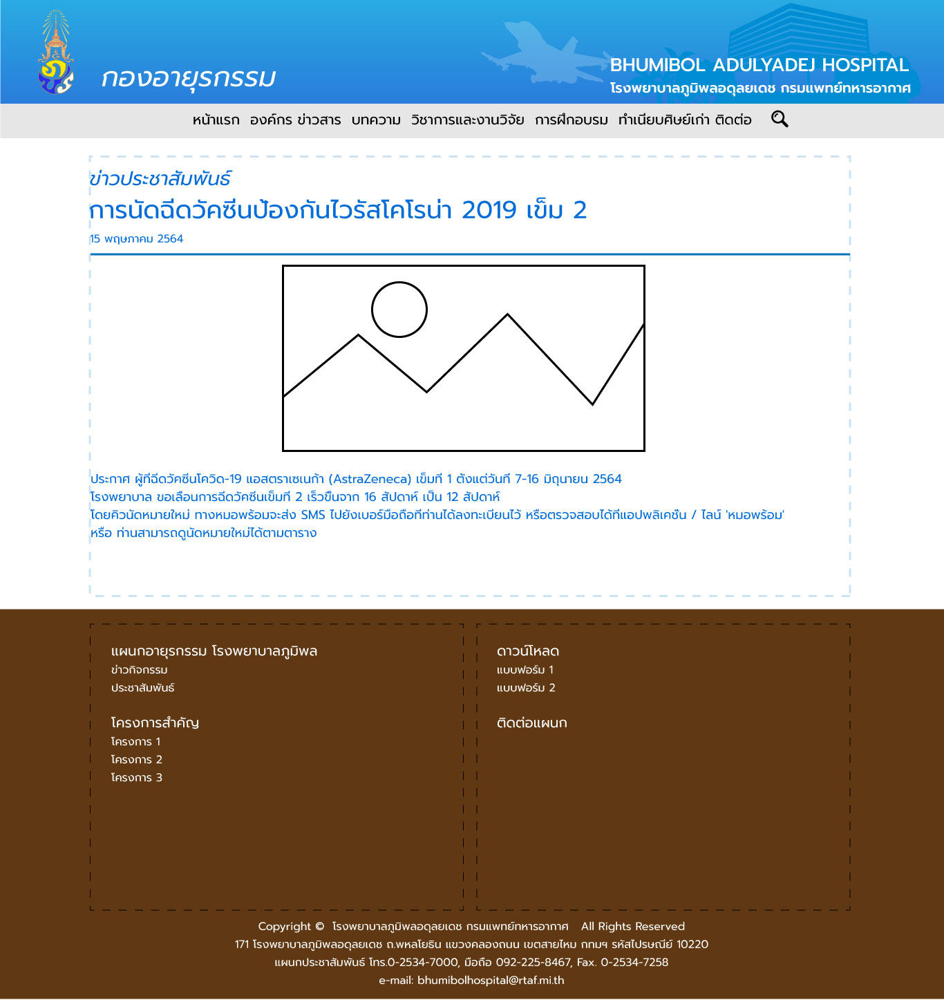 กองอายุรกรรม
BHUMIBOL ADULYADEJ HOSPITAL
โรงพยาบาลภูมิพลอดุลยเดช กรมแพทย์ทหารอากาศ
หน้าแรก องค์กร ข่าวสาร บทความ วิชาการและงานวิจัย การฝึกอบรม ทำเนียบศิษย์เก่า ติดต่อ
ข่าวประชาสัมพันธ์
การนัดฉีดวัคซีนป้องกันไวรัสโคโรน่า 2019 เข็ม 2
15 พฤษภาคม 2564
ประกาศ ผู้ที่ฉีดวัคซีนโควิด-19 แอสตราเซเนก้า (AstraZeneca) เข็มที่ 1 ตั้งแต่วันที่ 7-16 มิถุนายน 2564
โรงพยาบาล ขอเลื่อนการฉีดวัคซีนเข็มที่ 2 เร็วขึ้นจาก 16 สัปดาห์ เป็น 12 สัปดาห์
โดยคิวนัดหมายใหม่ ทางหมอพร้อมจะส่ง SMS ไปยังเบอร์มือถือที่ท่านได้ลงทะเบียนไว้ หรือตรวจสอบได้ที่แอปพลิเคชั่น / ไลน์ 'หมอพร้อม'
หรือ ท่านสามารถดูนัดหมายใหม่ได้ตามตาราง
แผนกอายุรกรรม โรงพยาบาลภูมิพล
ข่าวกิจกรรม
ประชาสัมพันธ์
โครงการสำคัญ
โครงการ 1
โครงการ 2
โครงการ 3
ดาวน์โหลด
แบบฟอร์ม 1
แบบฟอร์ม 2
ติดต่อแผนก
Copyright © โรงพยาบาลภูมิพลอดุลยเดช กรมแพทย์ทหารอากาศ All Rights Reserved
171 โรงพยาบาลภูมิพลอดุลยเดช ถ.พหลโยธิน แขวงคลองถนน เขตสายไหม กทมฯ รหัสไปรษณีย์ 10220
แผนกประชาสัมพันธ์ โทร.0-2534-7000, มือถือ 092-225-8467, Fax. 0-2534-7258
e-mail: bhumibolhospital@rtaf.mi.th